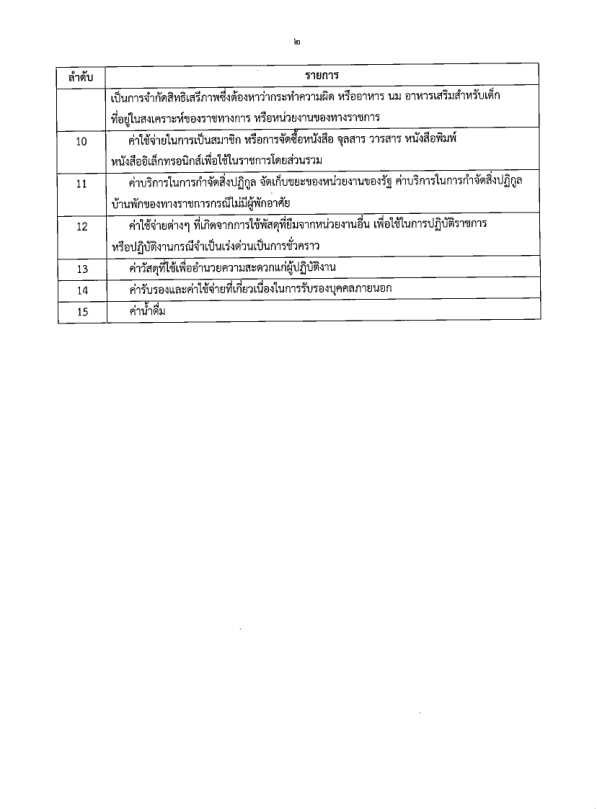 ๒
ลำดับ รายการ
เป็นการจำกัดสิทธิเสรีภาพซึ่งต้องหาว่ากระทำความผิด หรืออาหาร นม อาหารเสริมสำหรับเด็ก
ที่อยู่ในสงเคราะห์ของราชทางการ หรือหน่วยงานของทางราชการ
10 ค่าใช้จ่ายในการเป็นสมาชิก หรือการจัดซื้อหนังสือ จุลสาร วารสาร หนังสือพิมพ์
หนังสืออิเล็กทรอนิกส์เพื่อใช้ในราชการโดยส่วนรวม
11 ค่าบริการในการกำจัดสิ่งปฏิกูล จัดเก็บขยะของหน่วยงานของรัฐ ค่าบริการในการกำจัดสิ่งปฏิกูล
บ้านพักของทางราชการกรณีไม่มีผู้พักอาศัย
12 ค่าใช้จ่ายต่างๆ ที่เกิดจากการใช้พัสดุที่ยืมจากหน่วยงานอื่น เพื่อใช้ในการปฏิบัติราชการ
หรือปฏิบัติงานกรณีจำเป็นเร่งด่วนเป็นการชั่วคราว
13 ค่าวัสดุที่ใช้เพื่ออำนวยความสะดวกแก่ผู้ปฏิบัติงาน
14 ค่ารับรองและค่าใช้จ่ายที่เกี่ยวเนื่องในการรับรองบุคคลภายนอก
15 ค่าน้ำดื่ม